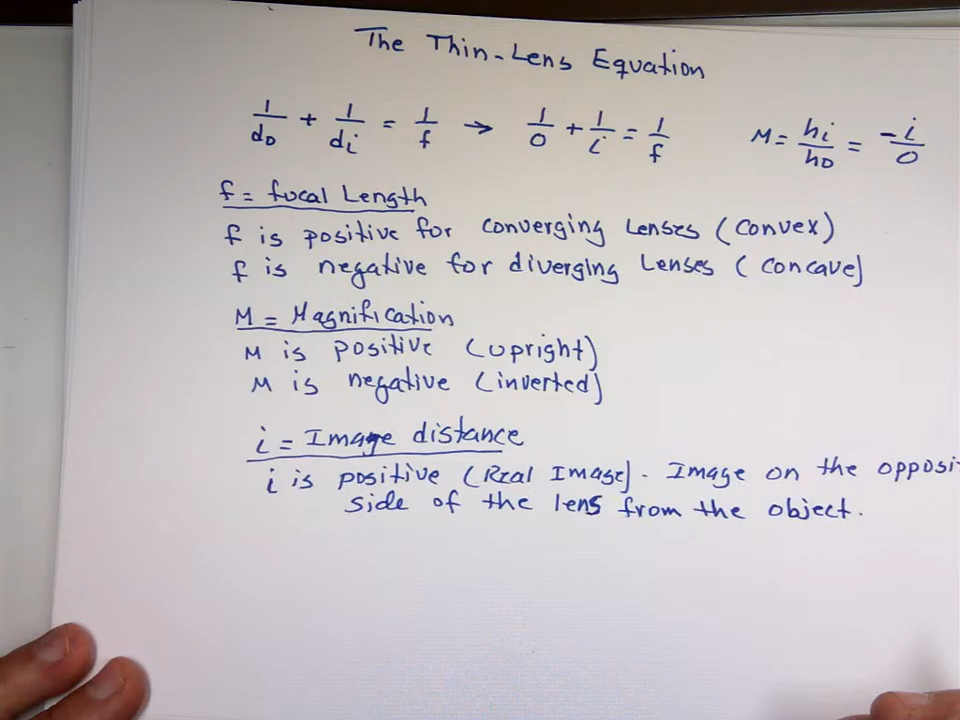 The Thin-Lens Equation
1/do + 1/di = 1/f → 1/o + 1/i = 1/f M = hi/ho = -i/o
f = focal Length
f is positive for converging Lenses (convex)
f is negative for diverging Lenses (concave)
M = Magnification
M is positive (upright)
M is negative (inverted)
i = Image distance
i is positive (Real Image). Image on the opposi
side of the lens from the object.